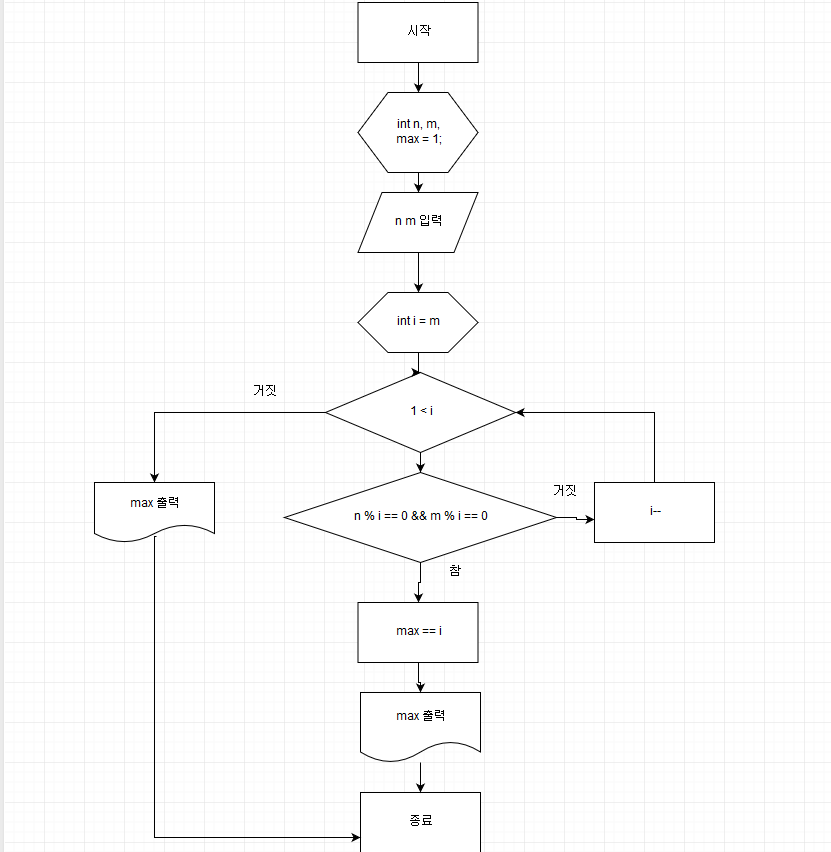 시작
int n, m,
max = 1;
n m 입력
int i = m
거짓
1 < i
max 출력
n % i == 0 && m % i == 0
거짓
i--
참
max == i
max 출력
종료